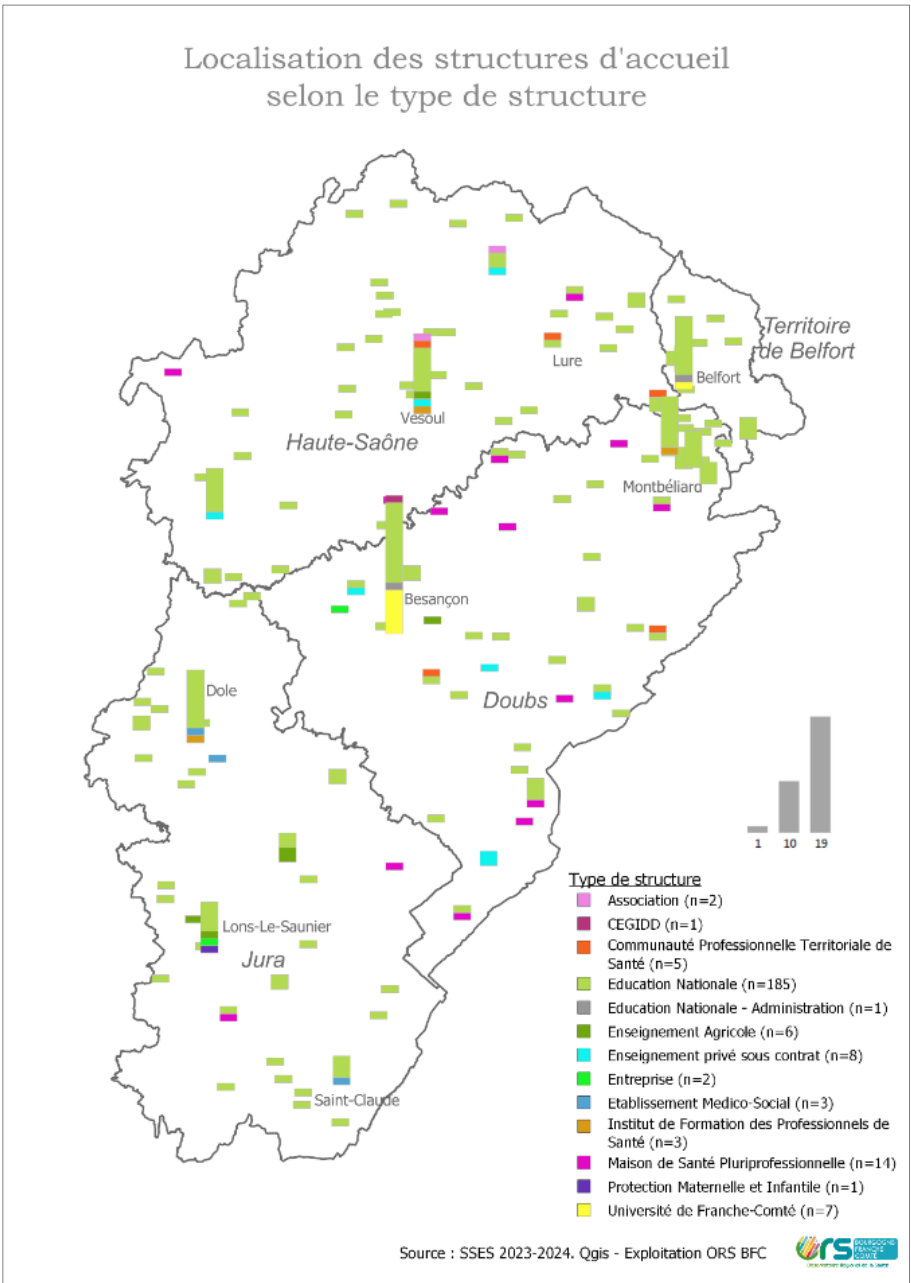 Localisation des structures d'accueil
selon le type de structure
Territoire
de Belfort
Lure
Belfort
Vesoul
Haute-Saône
Montbéliard
Besançon
Dole
Doubs
1 10 19
Lons-Le-Saunier
Jura
Saint-Claude
Type de structure
Association (n=2)
CEGIDD (n=1)
Communauté Professionnelle Territoriale de
Santé (n=5)
Education Nationale (n=185)
Education Nationale - Administration (n=1)
Enseignement Agricole (n=6)
Enseignement privé sous contrat (n=8)
Entreprise (n=2)
Etablissement Medico-Social (n=3)
Institut de Formation des Professionnels de
Santé (n=3)
Maison de Santé Pluriprofessionnelle (n=14)
Protection Maternelle et Infantile (n=1)
Université de Franche-Comté (n=7)
Source : SSES 2023-2024. Qgis - Exploitation ORS BFC
ORS
BOURGOGNE
FRANCHE
COMTÉ